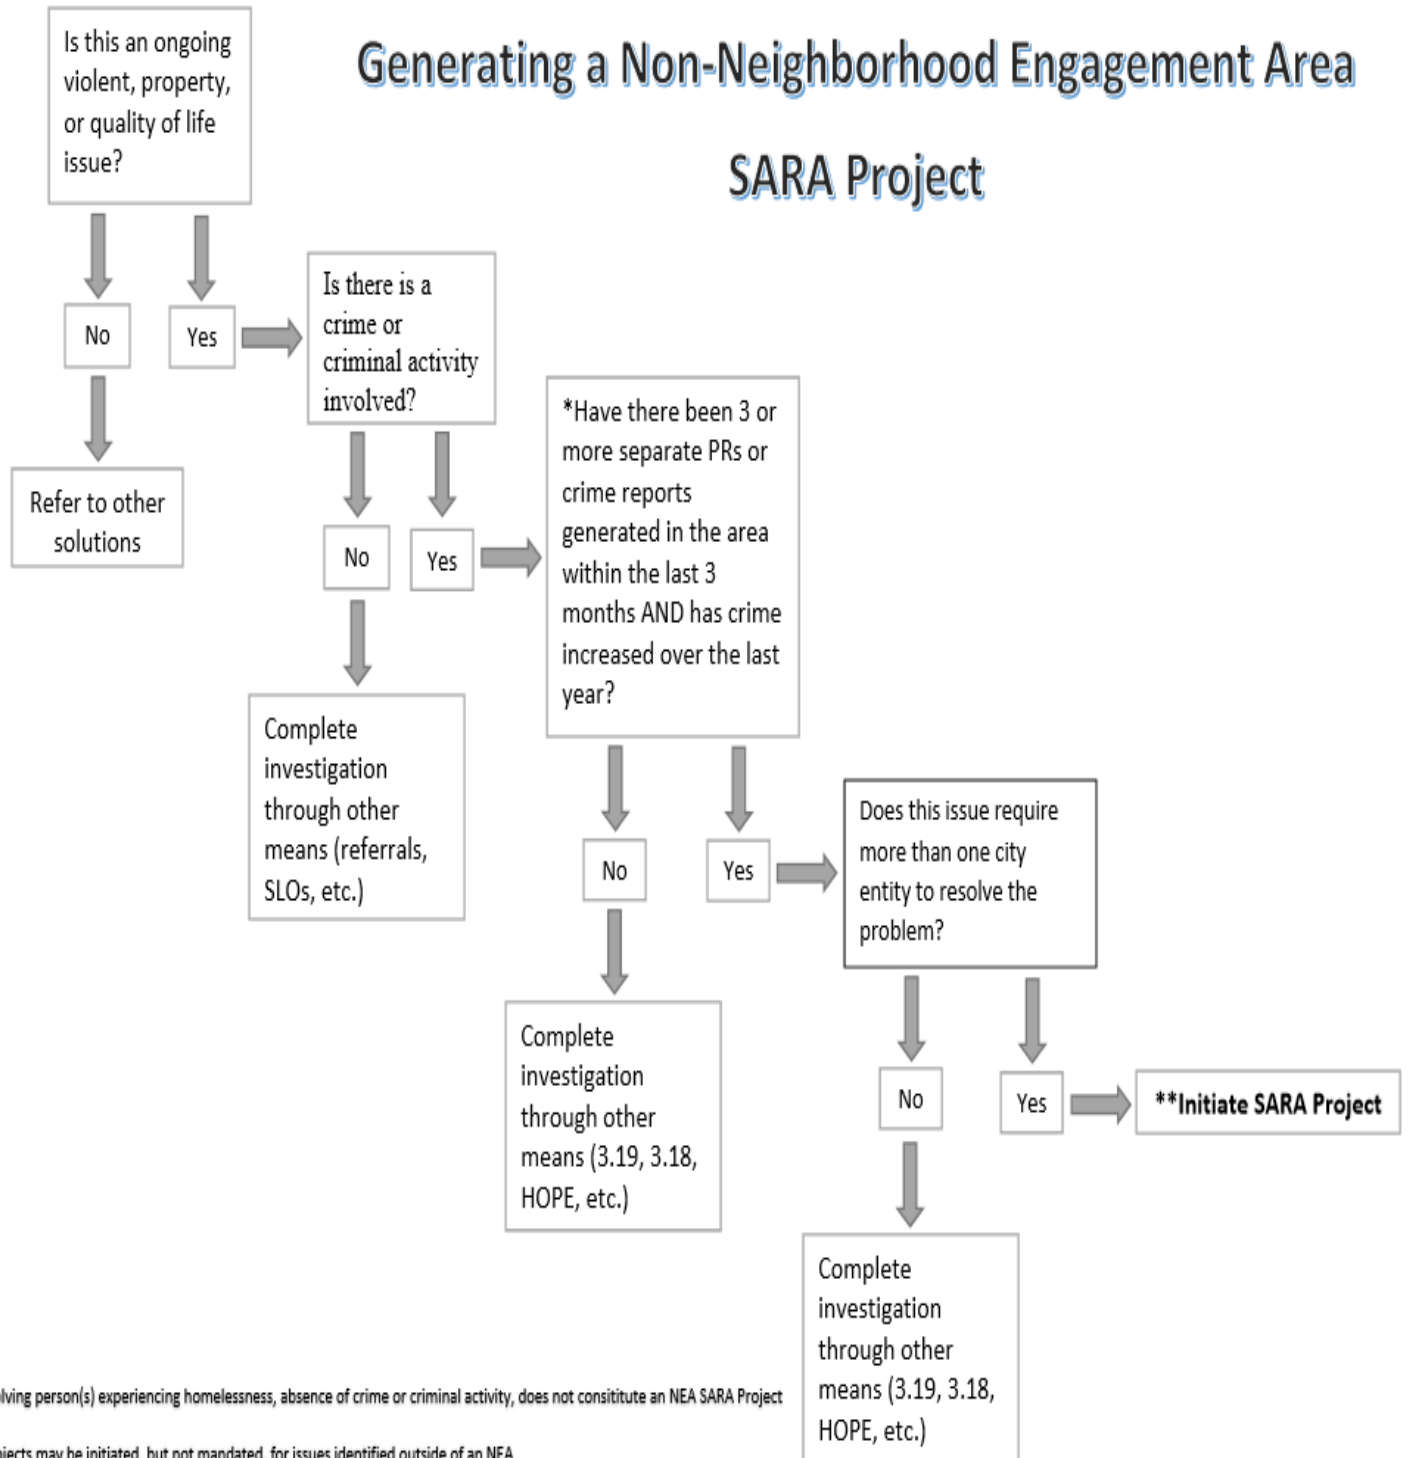 Generating a Non-Neighborhood Engagement Area
SARA Project
Is this an ongoing
violent, property,
or quality of life
issue?
No
Yes
Refer to other
solutions
Is there is a
crime or
criminal activity
involved?
No
Yes
Complete
investigation
through other
means (referrals,
SLOs, etc.)
*Have there been 3 or
more separate PRs or
crime reports
generated in the area
within the last 3
months AND has crime
increased over the last
year?
No
Yes
Complete
investigation
through other
means (3.19, 3.18,
HOPE, etc.)
Does this issue require
more than one city
entity to resolve the
problem?
No
Yes
**Initiate SARA Project
Complete
investigation
through other
means (3.19, 3.18,
HOPE, etc.)
person(s) experiencing homelessness, absence of crime or criminal activity, does not consititute an NEA SARA Project
may be initiated, but not mandated, for issues identified outside of an NEA